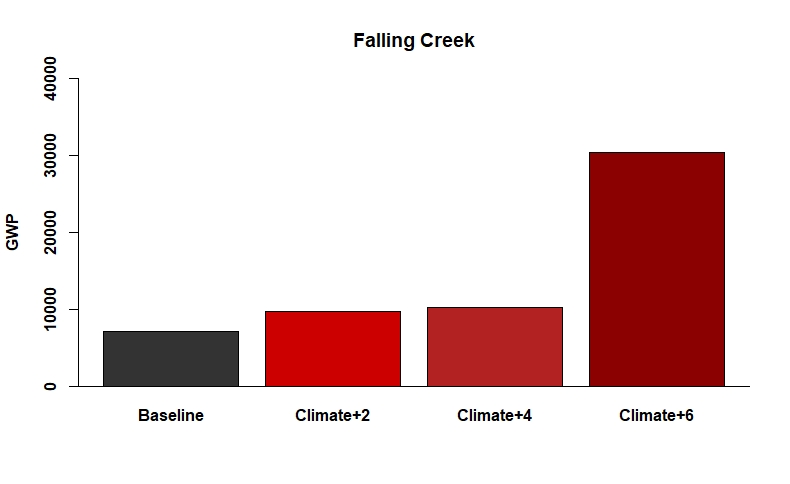 Falling Creek
GWP
40000
30000
20000
10000
0
Baseline
Climate+2
Climate+4
Climate+6